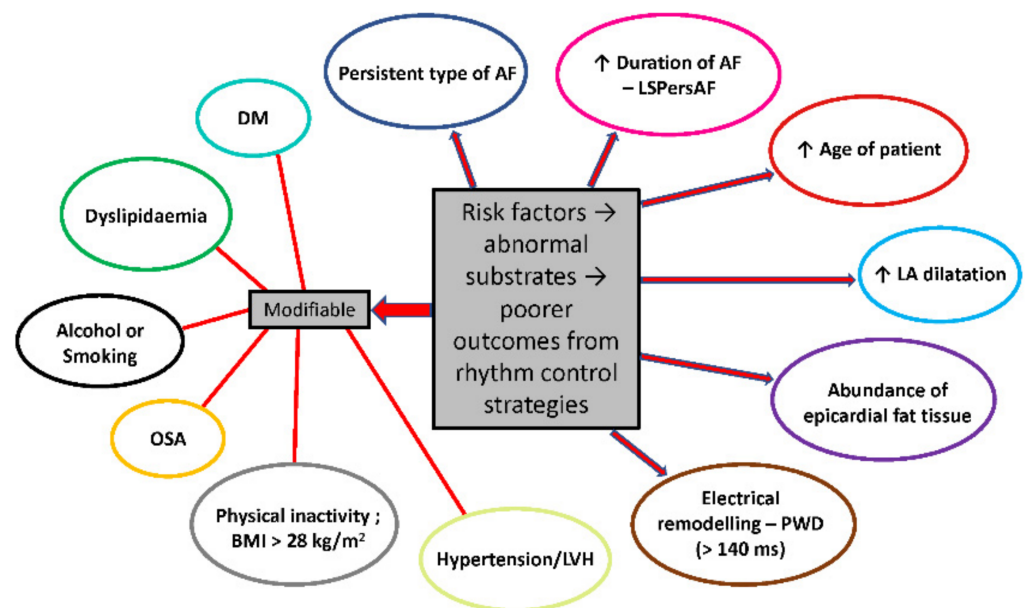 Persistent type of AF
↑ Duration of AF
– LSPersAF
DM
↑ Age of patient
Dyslipidaemia
Risk factors →
abnormal
substrates →
poorer
outcomes from
rhythm control
strategies
↑ LA dilatation
Modifiable
Alcohol or
Smoking
Abundance of
epicardial fat tissue
OSA
Physical inactivity ;
BMI > 28 kg/m²
Hypertension/LVH
Electrical
remodelling – PWD
(> 140 ms)